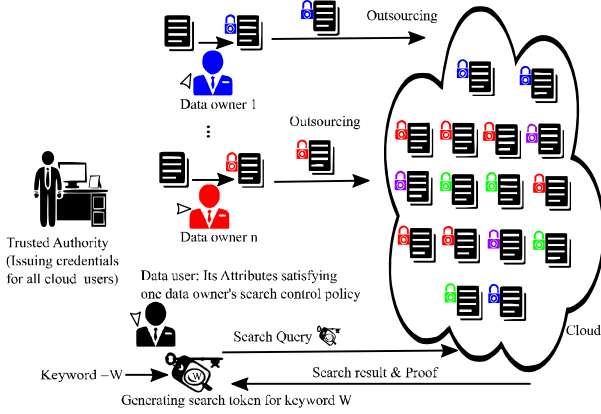 Outsourcing
Data owner 1
...
Outsourcing
Data owner n
Trusted Authority
(Issuing credentials
for all cloud users)
Data user: Its Attributes satisfying
one data owner's search control policy
Cloud
Search Query
Keyword –W
W
Search result & Proof
Generating search token for keyword W